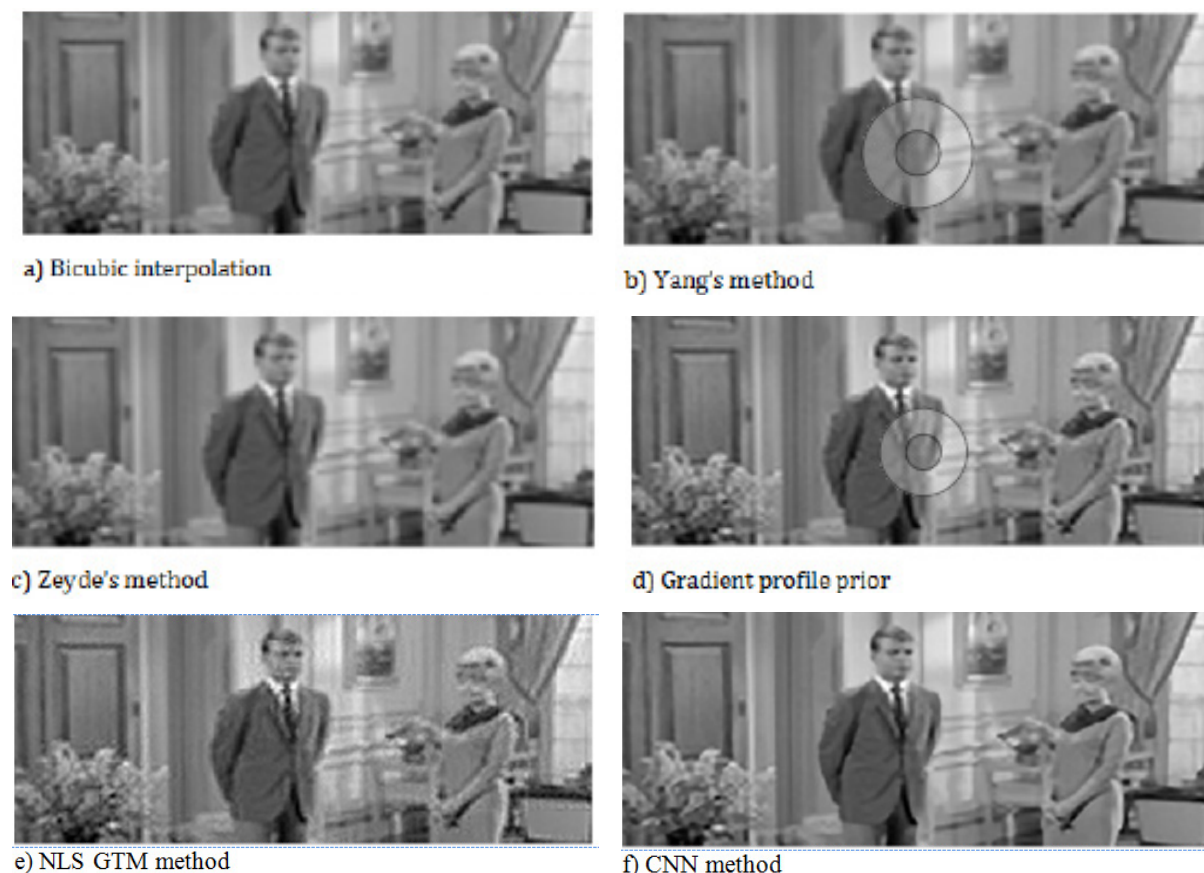 a) Bicubic interpolation
b) Yang's method
c) Zeyde's method
d) Gradient profile prior
e) NLS GTM method
f) CNN method